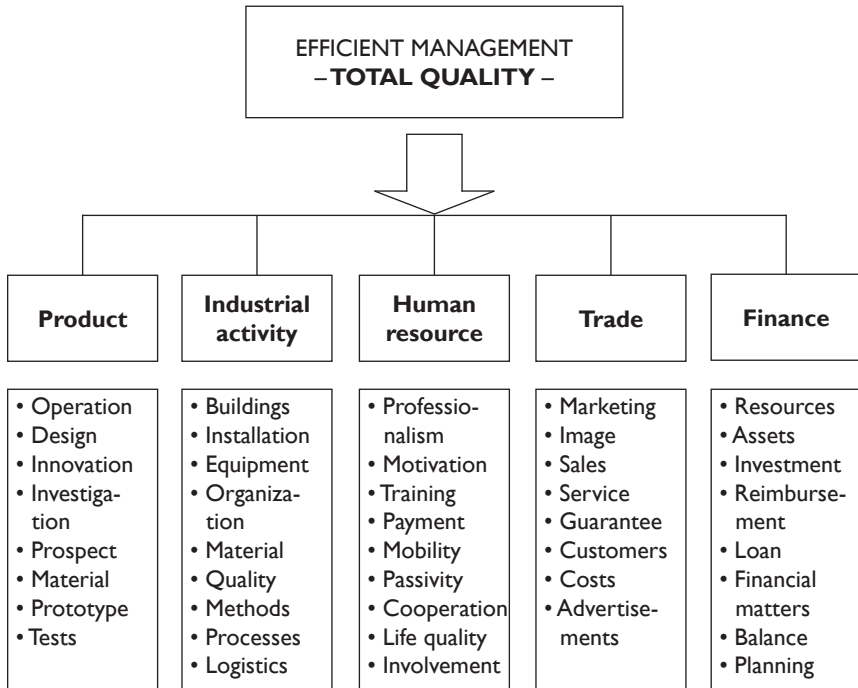 EFFICIENT MANAGEMENT
– TOTAL QUALITY –
Product
Industrial
activity
Human
resource
Trade
Finance
• Operation
• Design
• Innovation
• Investiga-
tion
• Prospect
• Material
• Prototype
• Tests
• Buildings
• Installation
• Equipment
• Organiza-
tion
• Material
• Quality
• Methods
• Processes
• Logistics
• Professio-
nalism
• Motivation
• Training
• Payment
• Mobility
• Passivity
• Cooperation
• Life quality
• Involvement
• Marketing
• Image
• Sales
• Service
• Guarantee
• Customers
• Costs
• Advertise-
ments
• Resources
• Assets
• Investment
• Reimburse-
ment
• Loan
• Financial
matters
• Balance
• Planning